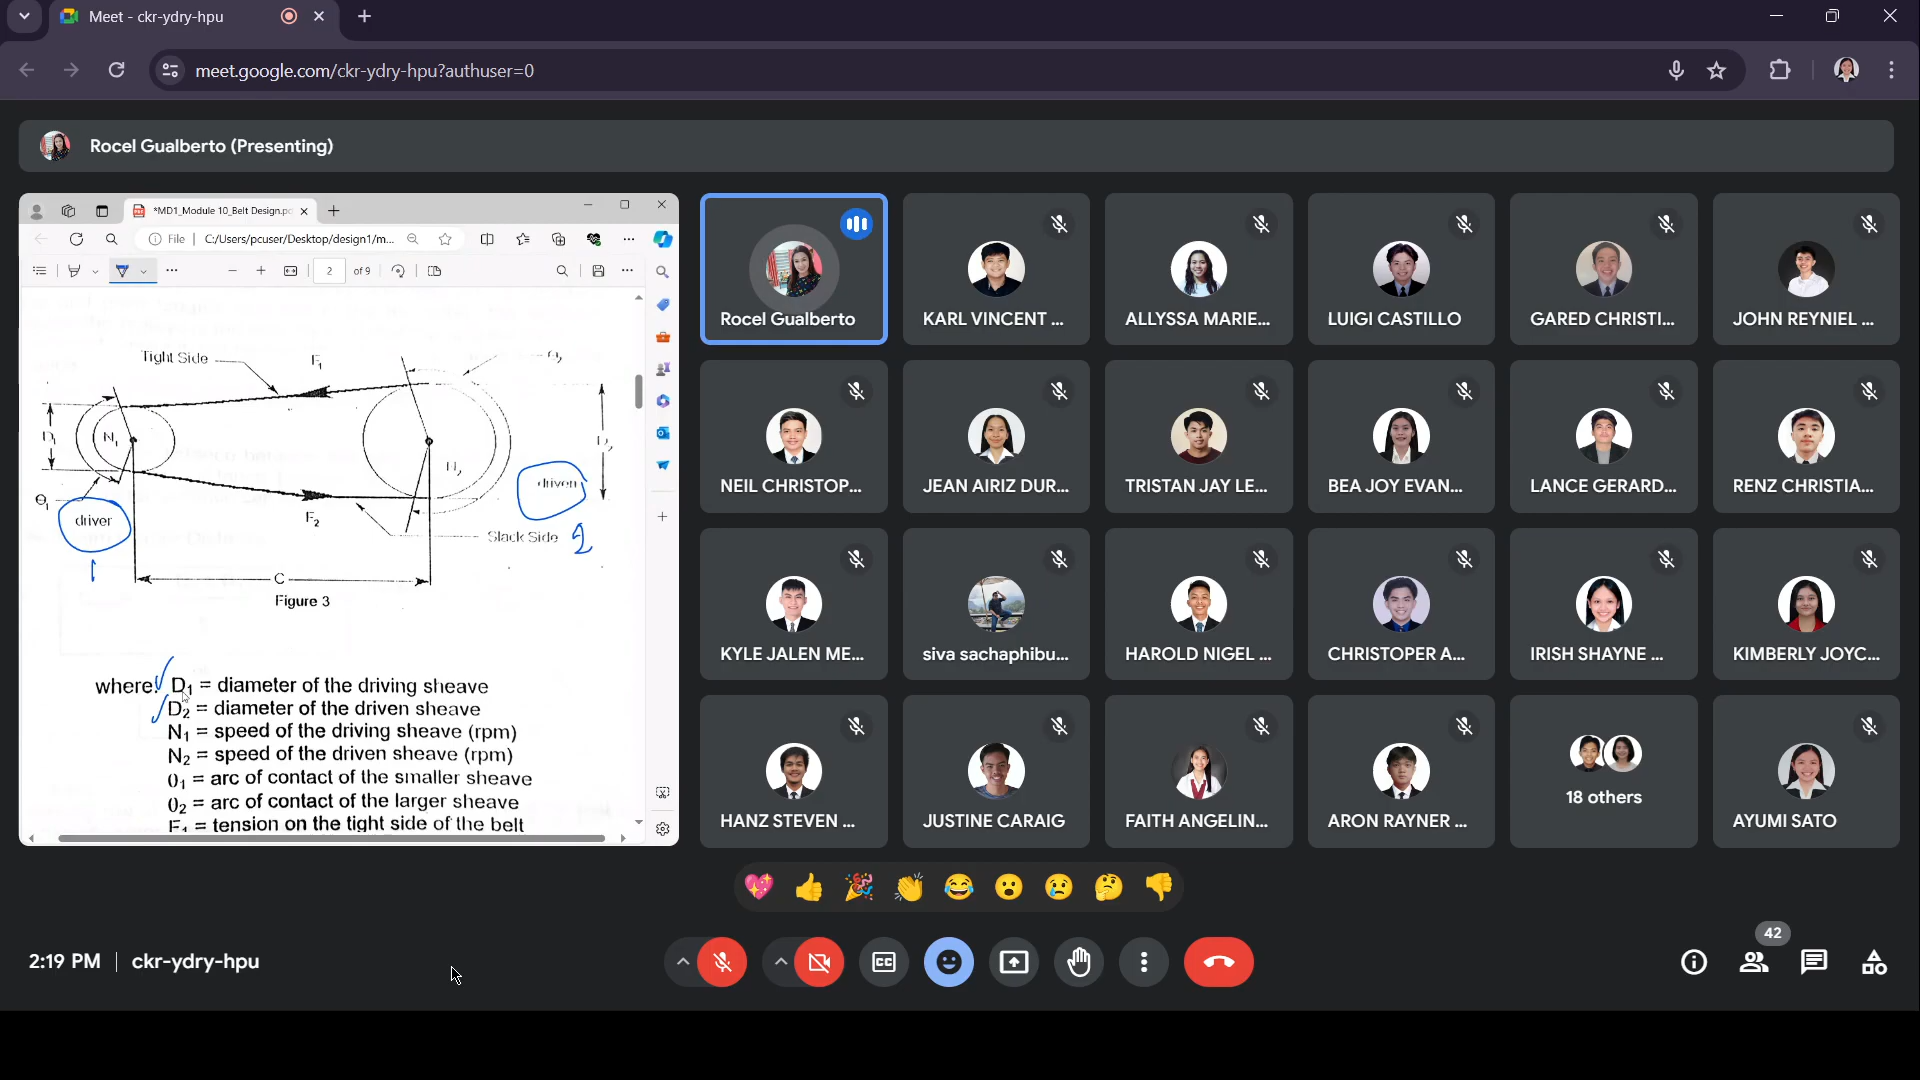 Meet - ckr-ydry-hpu
meet.google.com/ckr-ydry-hpu?authuser=0
Rocel Gualberto (Presenting)
*MD1_Module 10_Belt Design.pc
File | C:/Users/pcuser/Desktop/design1/m...
2 of 9
Tight Side
F₁
D₁
N₁
θ₁
driver
1
driven
2
F₂
Slack Side
C
Figure 3
where: D₁ = diameter of the driving sheave
D₂ = diameter of the driven sheave
N₁ = speed of the driving sheave (rpm)
N₂ = speed of the driven sheave (rpm)
θ₁ = arc of contact of the smaller sheave
θ₂ = arc of contact of the larger sheave
F₁ = tension on the tight side of the belt
Rocel Gualberto
KARL VINCENT ...
ALLYSSA MARIE...
LUIGI CASTILLO
GARED CHRISTI...
JOHN REYNIEL ...
NEIL CHRISTOP...
JEAN AIRIZ DUR...
TRISTAN JAY LE...
BEA JOY EVAN...
LANCE GERARD...
RENZ CHRISTIA...
KYLE JALEN ME...
siva sachaphibu...
HAROLD NIGEL ...
CHRISTOPER A...
IRISH SHAYNE ...
KIMBERLY JOYC...
HANZ STEVEN ...
JUSTINE CARAIG
FAITH ANGELIN...
ARON RAYNER ...
18 others
AYUMI SATO
2:19 PM | ckr-ydry-hpu
CC
42